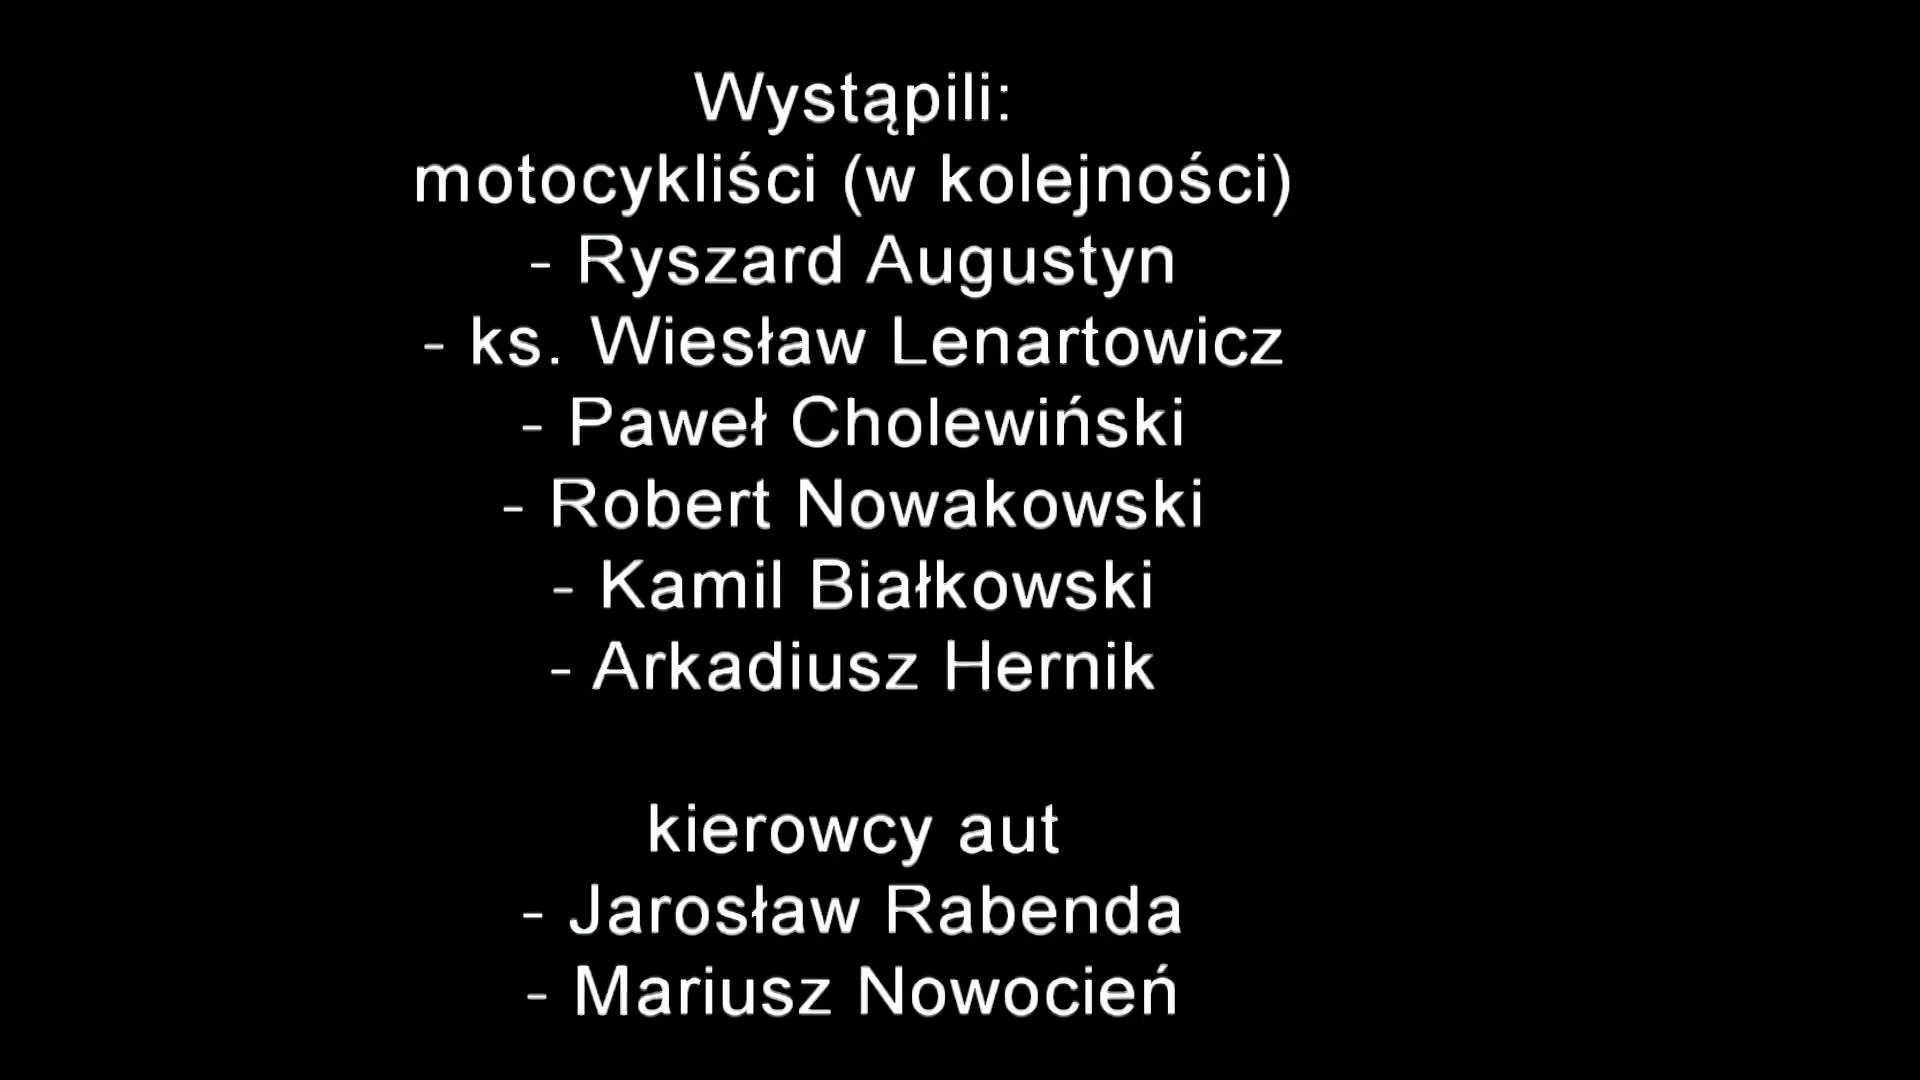 Wystąpili:
motocykliści (w kolejności)
- Ryszard Augustyn
- ks. Wiesław Lenartowicz
- Paweł Cholewiński
- Robert Nowakowski
- Kamil Białkowski
- Arkadiusz Hernik
kierowcy aut
- Jarosław Rabenda
- Mariusz Nowocień